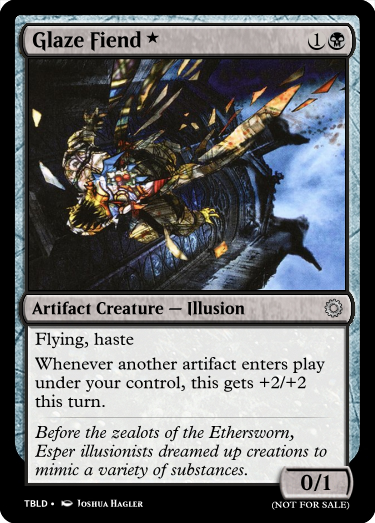 Glaze Fiend ★ 1
Artifact Creature — Illusion
Flying, haste
Whenever another artifact enters play
under your control, this gets +2/+2
this turn.
Before the zealots of the Ethersworn,
Esper illusionists dreamed up creations to
mimic a variety of substances.
0/1
TBLD • Joshua Hagler
(NOT FOR SALE)